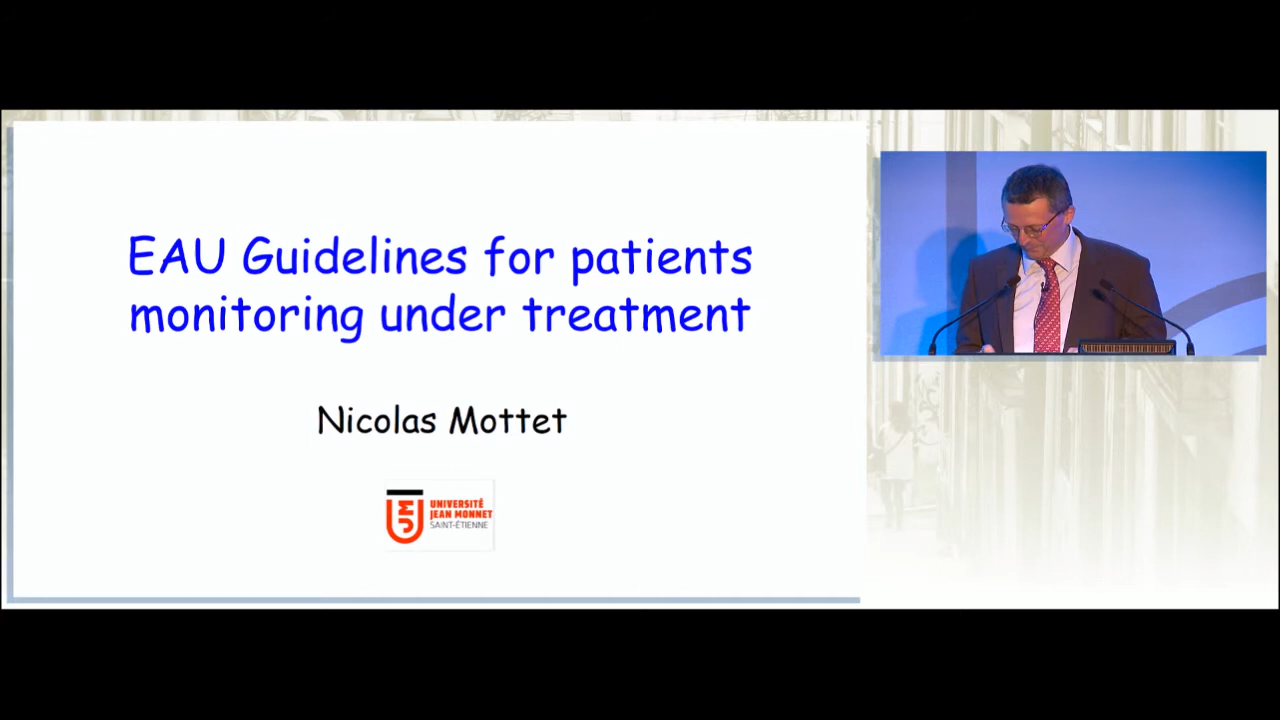 EAU Guidelines for patients
monitoring under treatment
Nicolas Mottet
UNIVERSITÉ
JEAN MONNET
SAINT-ÉTIENNE